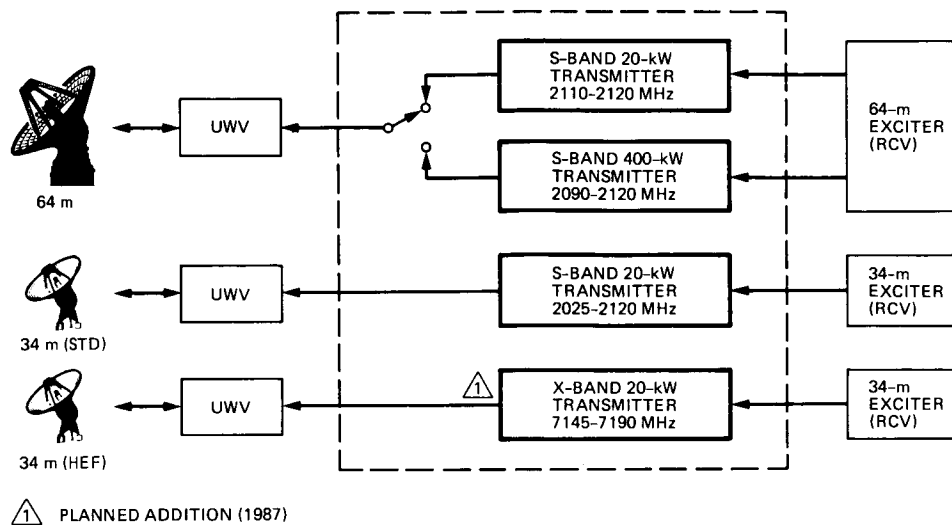 S-BAND 20-kW
TRANSMITTER
2110-2120 MHz
64-m
EXCITER
(RCV)
UWV
S-BAND 400-kW
TRANSMITTER
2090-2120 MHz
64 m
S-BAND 20-kW
TRANSMITTER
2025-2120 MHz
34-m
EXCITER
(RCV)
UWV
34 m (STD)
1
X-BAND 20-kW
TRANSMITTER
7145-7190 MHz
34-m
EXCITER
(RCV)
UWV
34 m (HEF)
1 PLANNED ADDITION (1987)